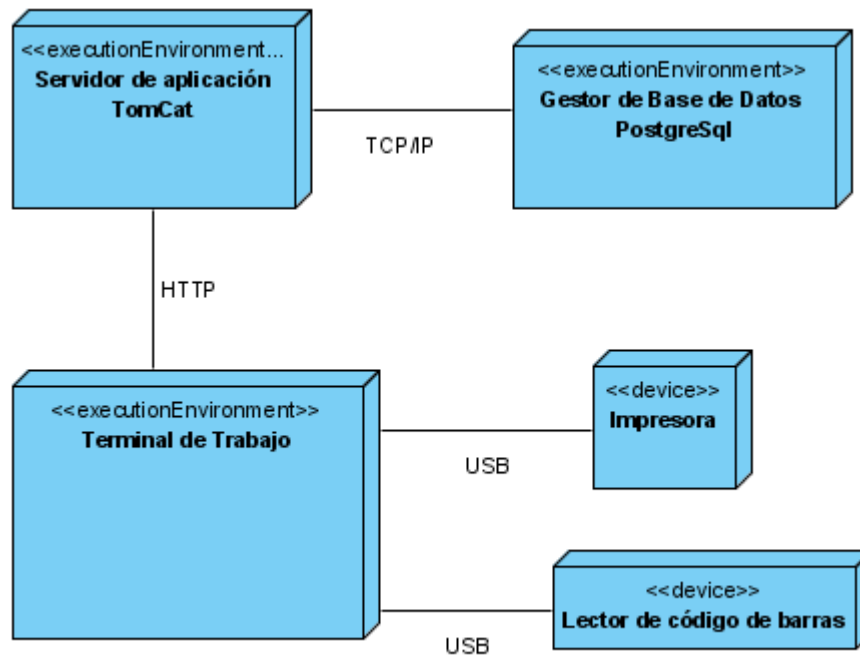 <<executionEnvironment...
Servidor de aplicación
TomCat
<<executionEnvironment>>
Gestor de Base de Datos
PostgreSql
TCP/IP
HTTP
<<executionEnvironment>>
Terminal de Trabajo
<<device>>
Impresora
USB
<<device>>
Lector de código de barras
USB